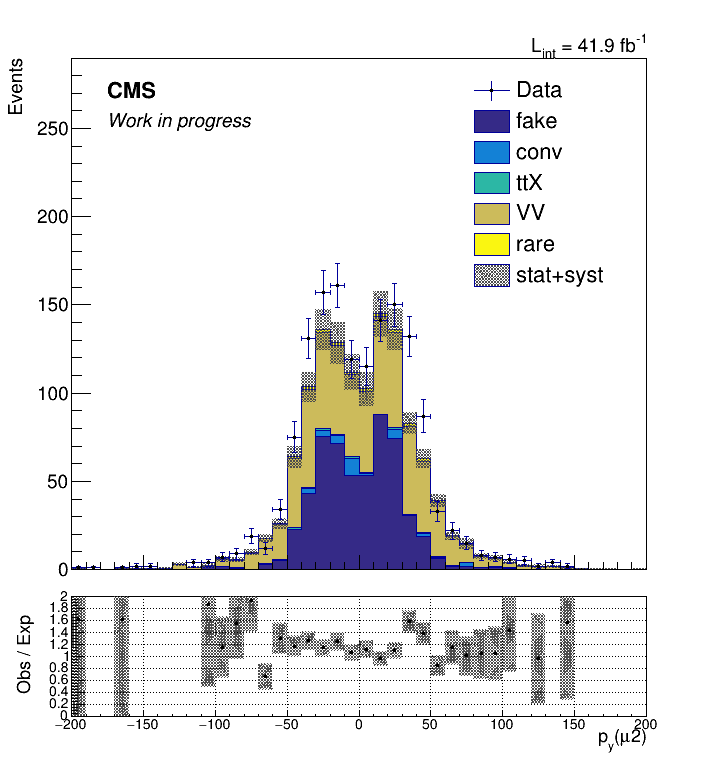 L_int = 41.9 fb^-1
Events
CMS
Work in progress
Data
fake
conv
ttX
VV
rare
stat+syst
250
200
150
100
50
0
Obs / Exp
2
1.8
1.6
1.4
1.2
1
0.8
0.6
0.4
0.2
0
−200 −150 −100 −50 0 50 100 150 200
p_y(μ2)